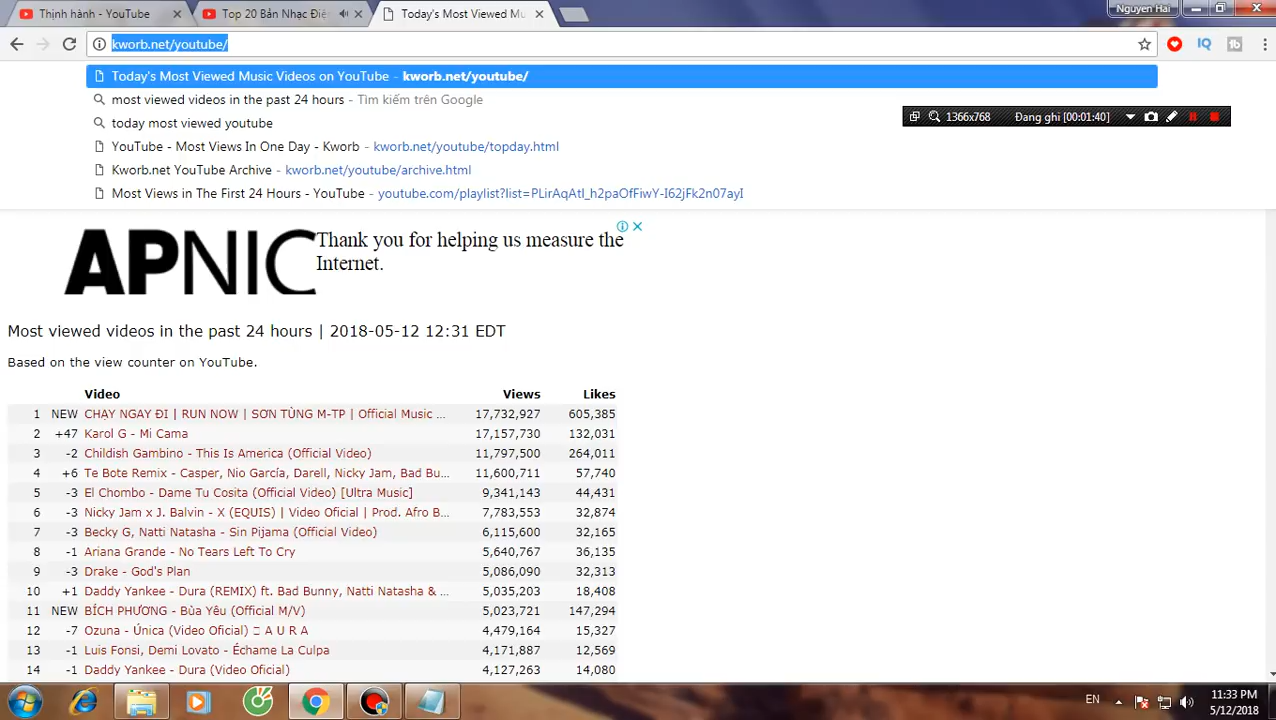 Thịnh hành - YouTube
Top 20 Bản Nhạc Điệ
Today's Most Viewed Mu
Nguyen Hai
kworb.net/youtube/
Today's Most Viewed Music Videos on YouTube - kworb.net/youtube/
most viewed videos in the past 24 hours - Tìm kiếm trên Google
today most viewed youtube
YouTube - Most Views In One Day - Kworb - kworb.net/youtube/topday.html
Kworb.net YouTube Archive - kworb.net/youtube/archive.html
Most Views in The First 24 Hours - YouTube - youtube.com/playlist?list=PLirAqAtl_h2paOfFiwY-I62jFk2n07ayI
1366x768 Đang ghi [00:01:40]
APNIC
Thank you for helping us measure the
Internet.
Most viewed videos in the past 24 hours | 2018-05-12 12:31 EDT
Based on the view counter on YouTube.
Video Views Likes
1 NEW CHẠY NGAY ĐI | RUN NOW | SƠN TÙNG M-TP | Official Music ... 17,732,927 605,385
2 +47 Karol G - Mi Cama 17,157,730 132,031
3 -2 Childish Gambino - This Is America (Official Video) 11,797,500 264,011
4 +6 Te Bote Remix - Casper, Nio García, Darell, Nicky Jam, Bad Bu... 11,600,711 57,740
5 -3 El Chombo - Dame Tu Cosita (Official Video) [Ultra Music] 9,341,143 44,431
6 -3 Nicky Jam x J. Balvin - X (EQUIS) | Video Oficial | Prod. Afro B... 7,783,553 32,874
7 -3 Becky G, Natti Natasha - Sin Pijama (Official Video) 6,115,600 32,165
8 -1 Ariana Grande - No Tears Left To Cry 5,640,767 36,135
9 -3 Drake - God's Plan 5,086,090 32,313
10 +1 Daddy Yankee - Dura (REMIX) ft. Bad Bunny, Natti Natasha & ... 5,035,203 18,408
11 NEW BÍCH PHƯƠNG - Bùa Yêu (Official M/V) 5,023,721 147,294
12 -7 Ozuna - Única (Video Oficial) A U R A 4,479,164 15,327
13 -1 Luis Fonsi, Demi Lovato - Échame La Culpa 4,171,887 12,569
14 -1 Daddy Yankee - Dura (Video Oficial) 4,127,263 14,080
EN
11:33 PM
5/12/2018